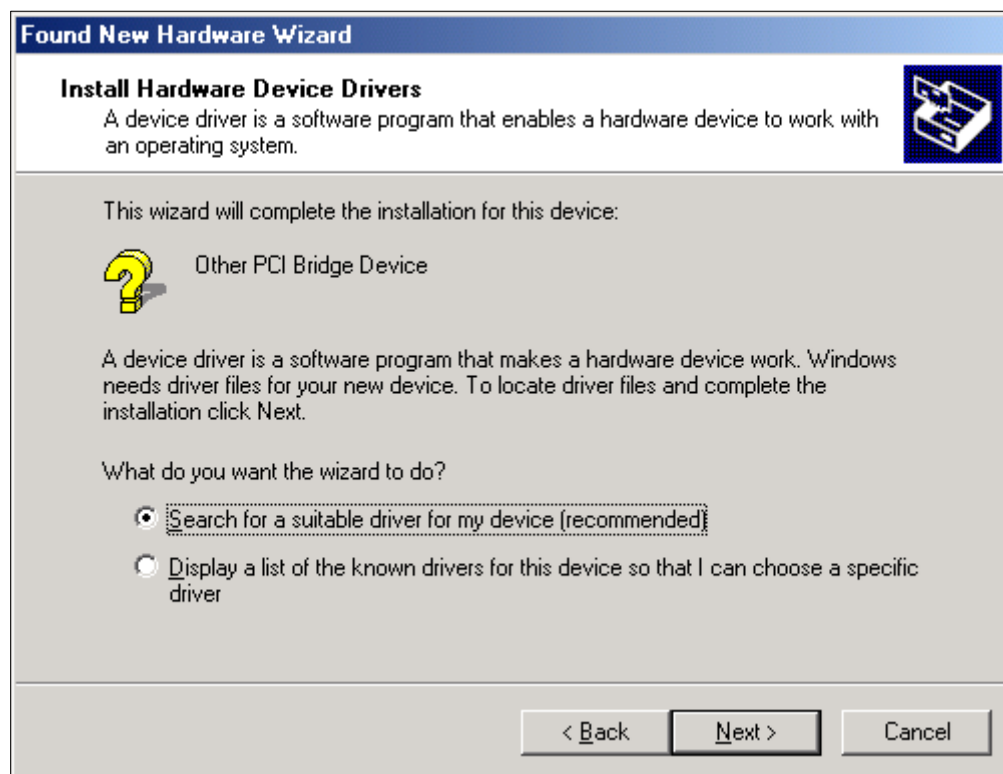 Found New Hardware Wizard
Install Hardware Device Drivers
A device driver is a software program that enables a hardware device to work with
an operating system.
This wizard will complete the installation for this device:
Other PCI Bridge Device
A device driver is a software program that makes a hardware device work. Windows
needs driver files for your new device. To locate driver files and complete the
installation click Next.
What do you want the wizard to do?
Search for a suitable driver for my device (recommended)
Display a list of the known drivers for this device so that I can choose a specific
driver
< Back Next > Cancel